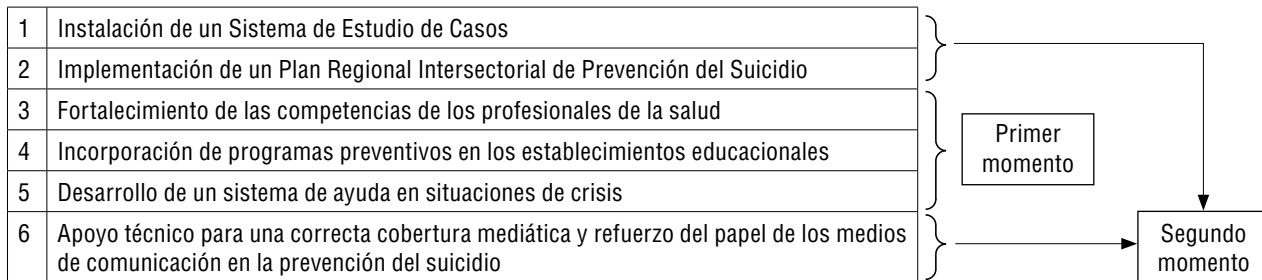 1 Instalación de un Sistema de Estudio de Casos
2 Implementación de un Plan Regional Intersectorial de Prevención del Suicidio
3 Fortalecimiento de las competencias de los profesionales de la salud
4 Incorporación de programas preventivos en los establecimientos educacionales
5 Desarrollo de un sistema de ayuda en situaciones de crisis
6 Apoyo técnico para una correcta cobertura mediática y refuerzo del papel de los medios
de comunicación en la prevención del suicidio
Primer
momento
Segundo
momento